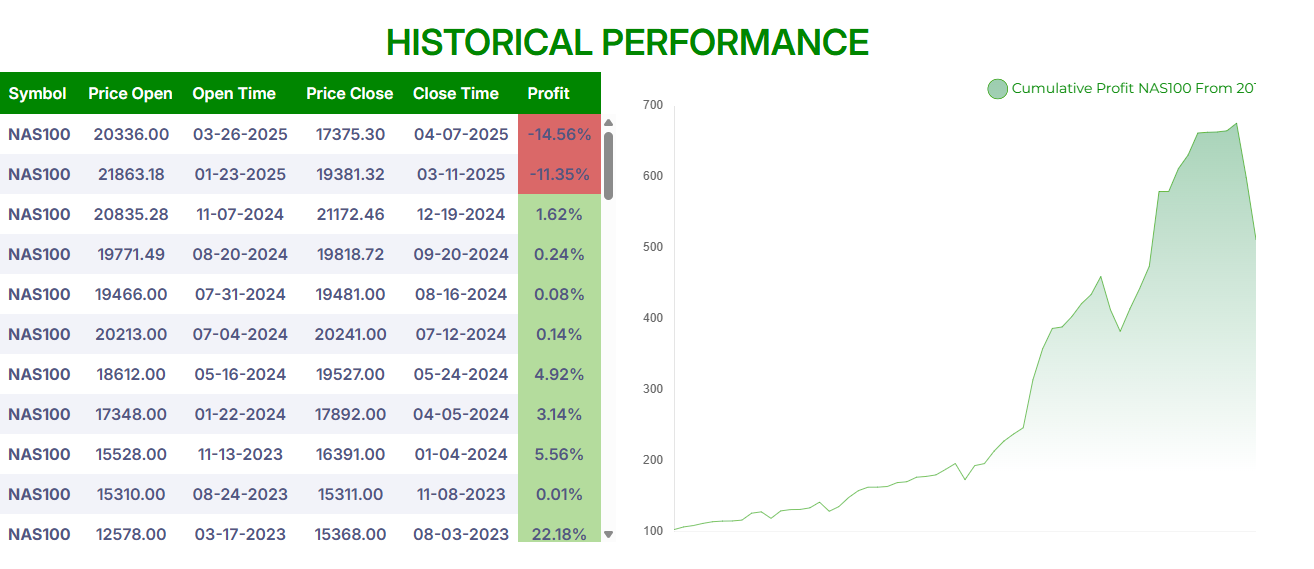 HISTORICAL PERFORMANCE
Symbol Price Open Open Time Price Close Close Time Profit
NAS100 20336.00 03-26-2025 17375.30 04-07-2025 -14.56%
NAS100 21863.18 01-23-2025 19381.32 03-11-2025 -11.35%
NAS100 20835.28 11-07-2024 21172.46 12-19-2024 1.62%
NAS100 19771.49 08-20-2024 19818.72 09-20-2024 0.24%
NAS100 19466.00 07-31-2024 19481.00 08-16-2024 0.08%
NAS100 20213.00 07-04-2024 20241.00 07-12-2024 0.14%
NAS100 18612.00 05-16-2024 19527.00 05-24-2024 4.92%
NAS100 17348.00 01-22-2024 17892.00 04-05-2024 3.14%
NAS100 15528.00 11-13-2023 16391.00 01-04-2024 5.56%
NAS100 15310.00 08-24-2023 15311.00 11-08-2023 0.01%
NAS100 12578.00 03-17-2023 15368.00 08-03-2023 22.18%
Cumulative Profit NAS100 From
700
600
500
400
300
200
100